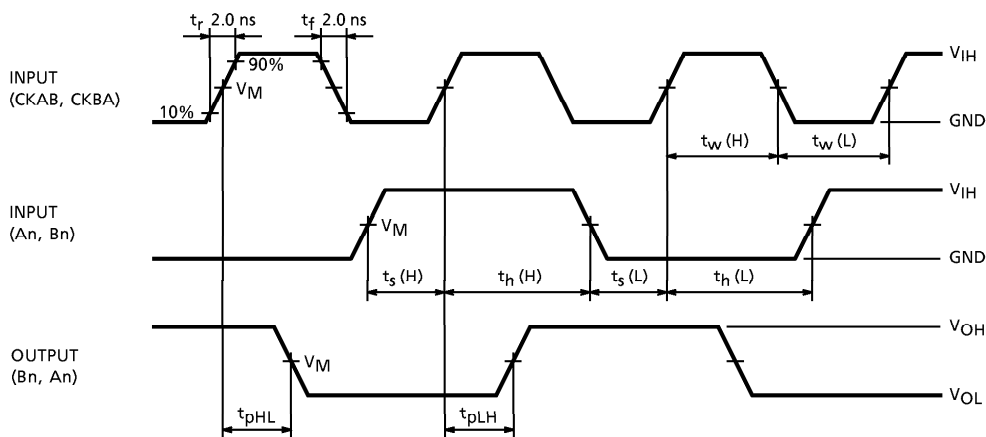 tr 2.0 ns tf 2.0 ns
INPUT
(CKAB, CKBA)
90%
VM
10%
VIH
GND
tw (H) tw (L)
INPUT
(An, Bn)
VM
VIH
GND
ts (H) th (H) ts (L) th (L)
OUTPUT
(Bn, An)
VM
VOH
VOL
tpHL tpLH